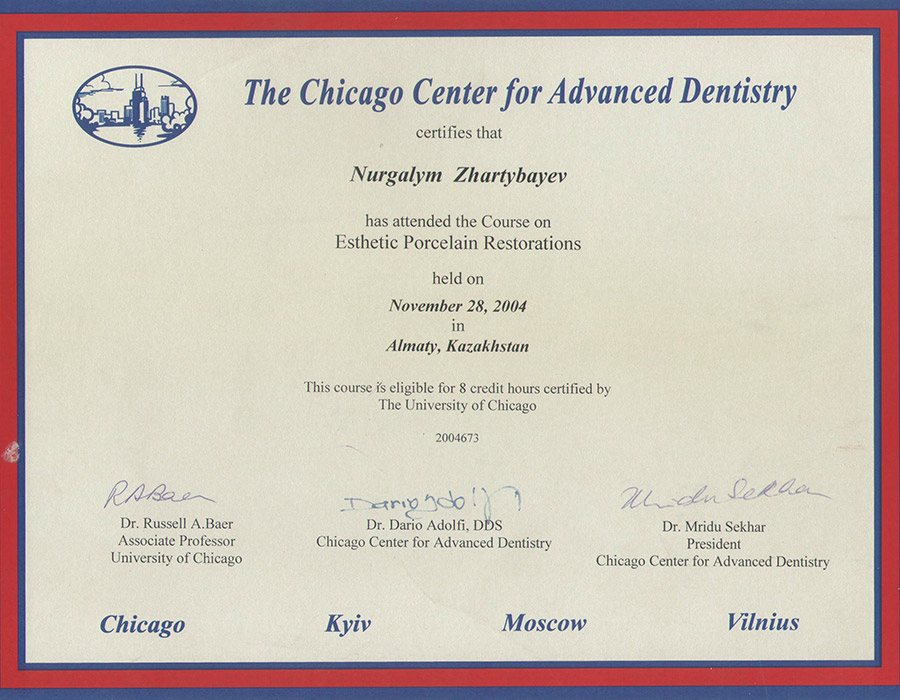 The Chicago Center for Advanced Dentistry
certifies that
Nurgalym Zhartybayev
has attended the Course on
Esthetic Porcelain Restorations
held on
November 28, 2004
in
Almaty, Kazakhstan
This course is eligible for 8 credit hours certified by
The University of Chicago
2004673
R A Baer
Mridu Sekhar
Dr. Russell A.Baer
Associate Professor
University of Chicago
Dr. Dario Adolfi, DDS
Chicago Center for Advanced Dentistry
Dr. Mridu Sekhar
President
Chicago Center for Advanced Dentistry
Chicago Kyiv Moscow Vilnius